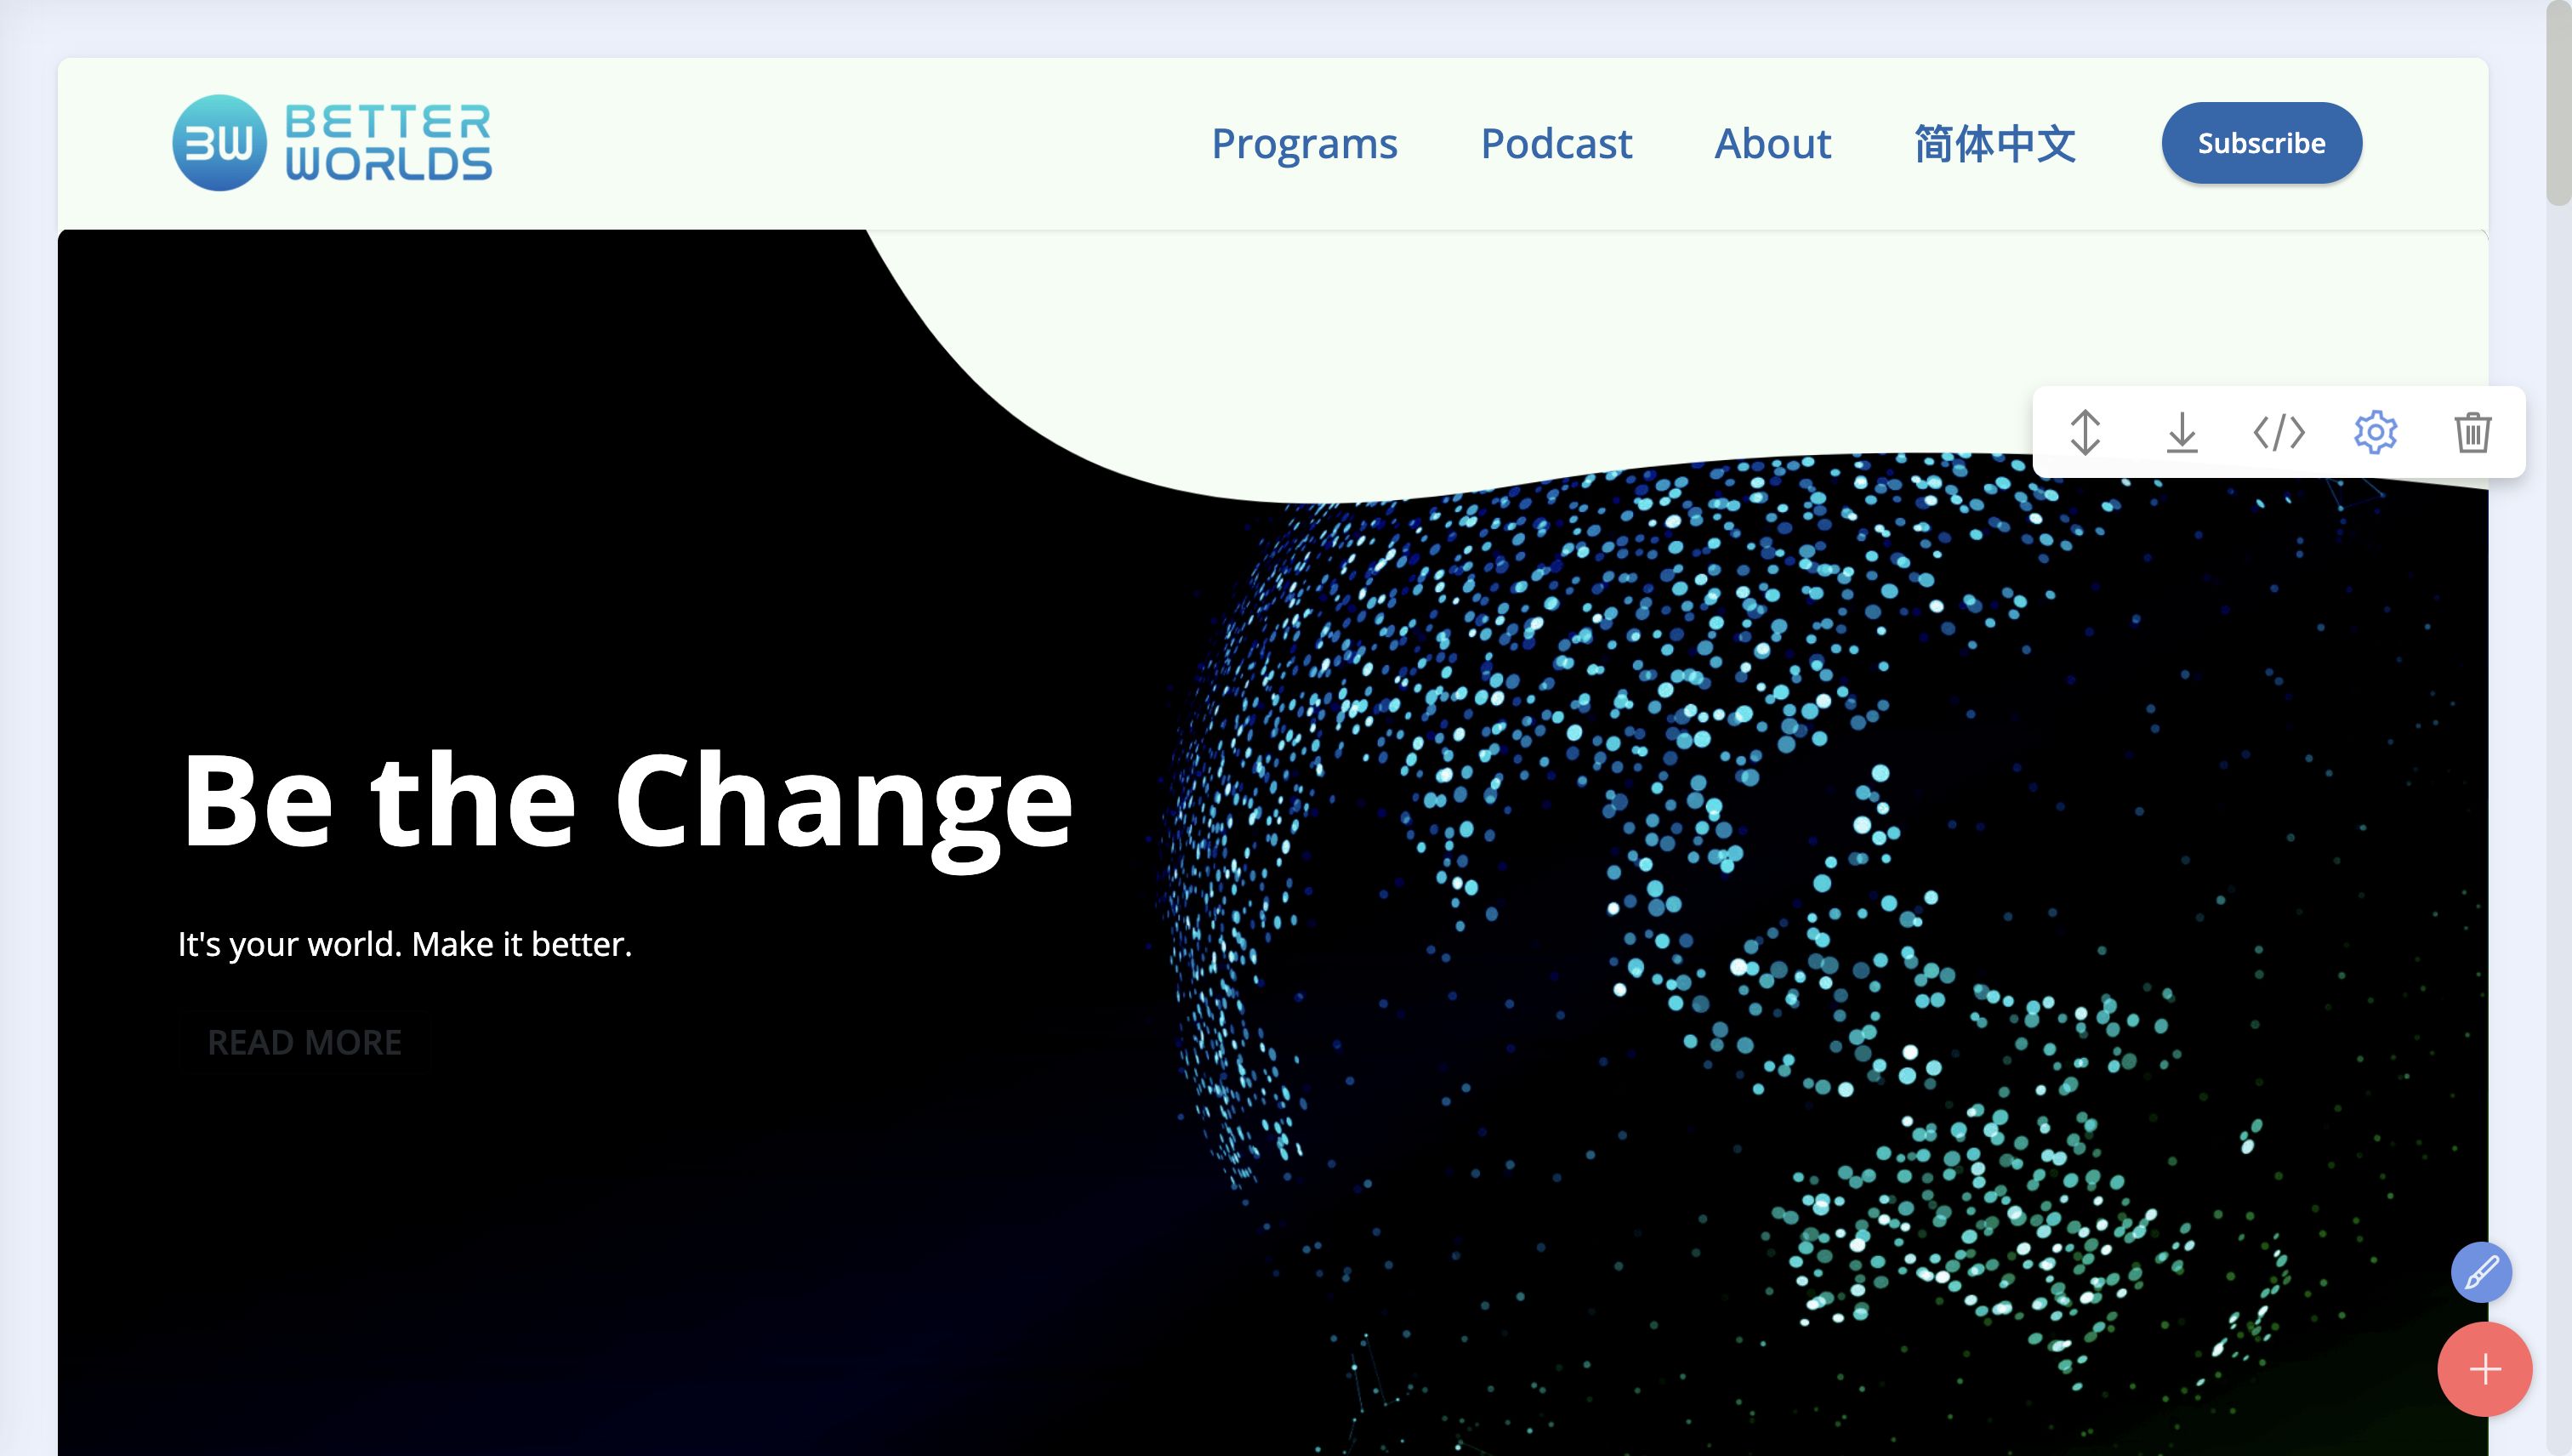 BW
BETTER
WORLDS
Programs
Podcast
About
简体中文
Subscribe
Be the Change
It's your world. Make it better.
READ MORE